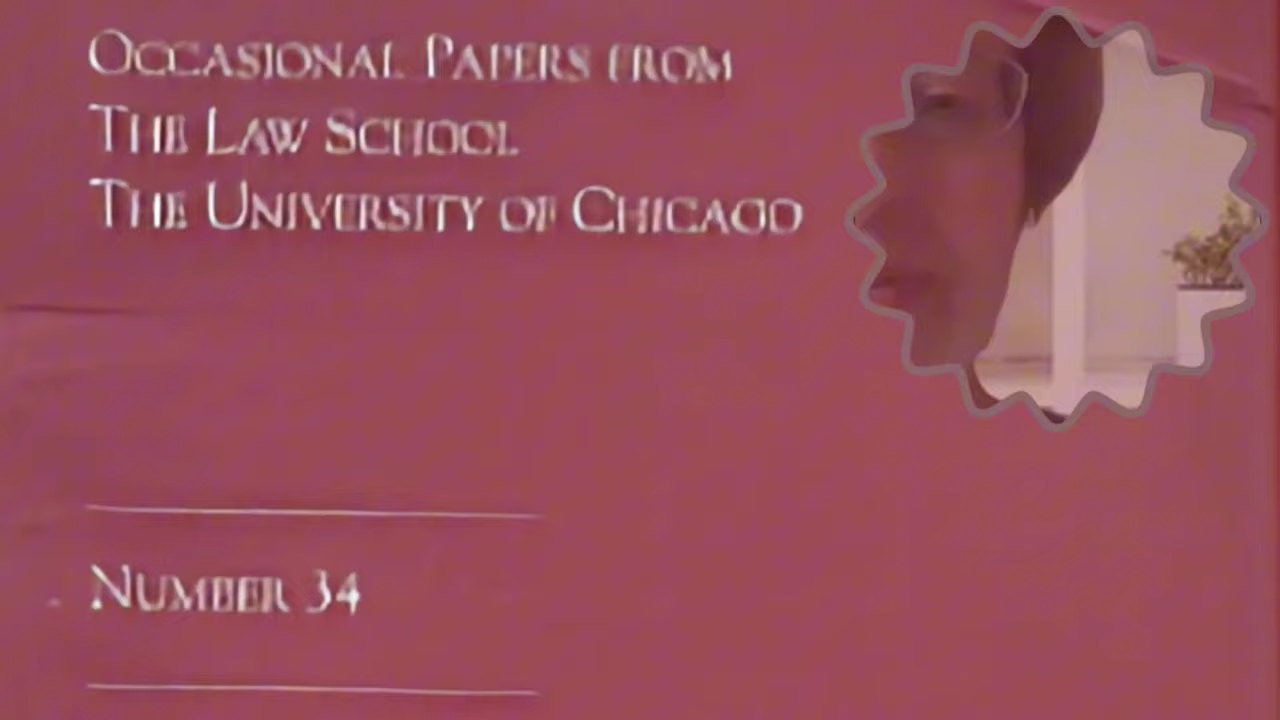 Occasional Papers from
The Law School
The University of Chicago
Number 34